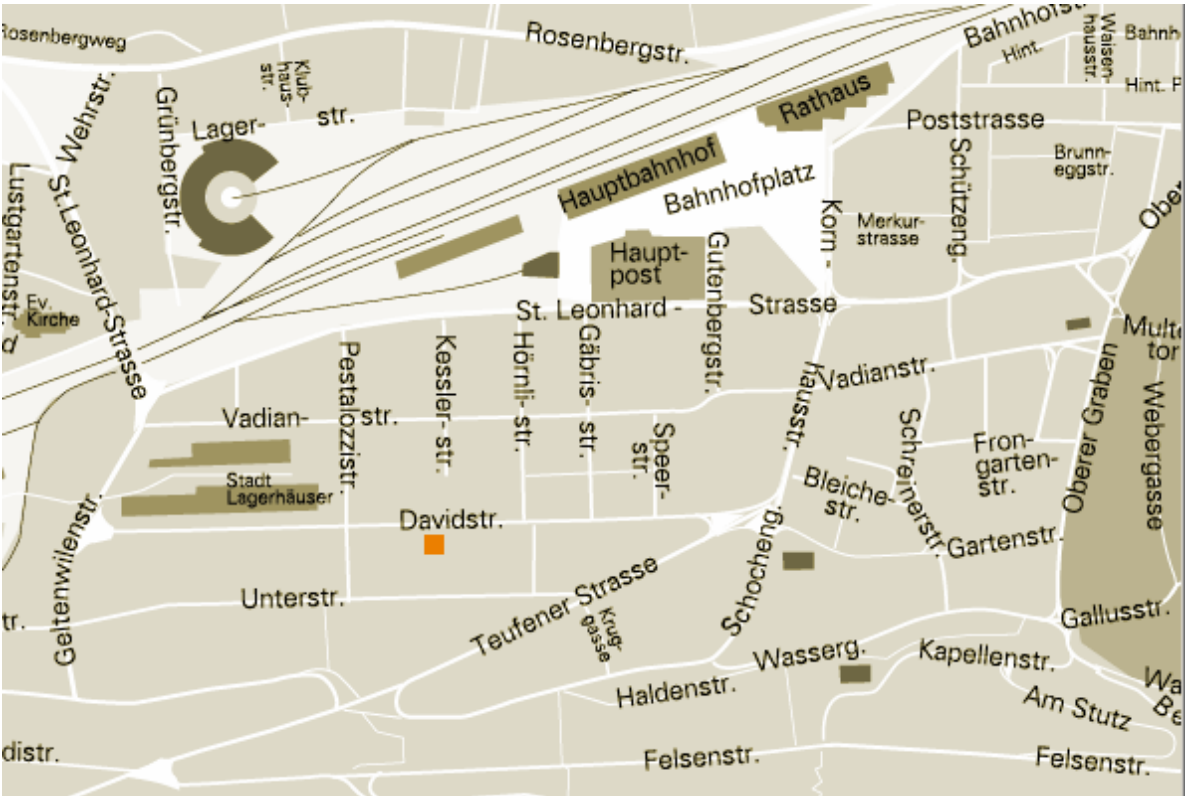 Rosenbergweg
Rosenbergstr.
Bahnhofstr
Hint.
Waisen-
hausstr.
Bahnh
Hint. P
St. Wehrstr.
Grünbergstr.
Klub-
haus-
str.
Lager-
str.
Rathaus
Poststrasse
Schützeng.
Brunn-
eggstr.
Lustgartenstr.
St.Leonhard-Strasse
Hauptbahnhof
Bahnhofplatz
Korn-
Merkur-
strasse
Ober
Ev.
Kirche
Haupt-
post
Gutenbergstr.
St. Leonhard -
Strasse
Multe
tor
Pestalozzistr.
Kessler-str.
Hörnli-str.
Gäbris-str.
hausstr.
Vadianstr.
Vadian-
str.
Speer-
str.
Schreinerstr.
Fron-
garten-
str.
Oberer Graben
Webergasse
Stadt
Lagerhäuser
Bleiche-
str.
Davidstr.
Geltenwilenstr.
Schocheng.
Gartenstr.
Unterstr.
Teufener Strasse
Krug-
gasse
Gallusstr.
tr.
Wasserg.
Kapellenstr.
Haldenstr.
Am Stutz
Wa
Be
distr.
Felsenstr.
Felsenstr.